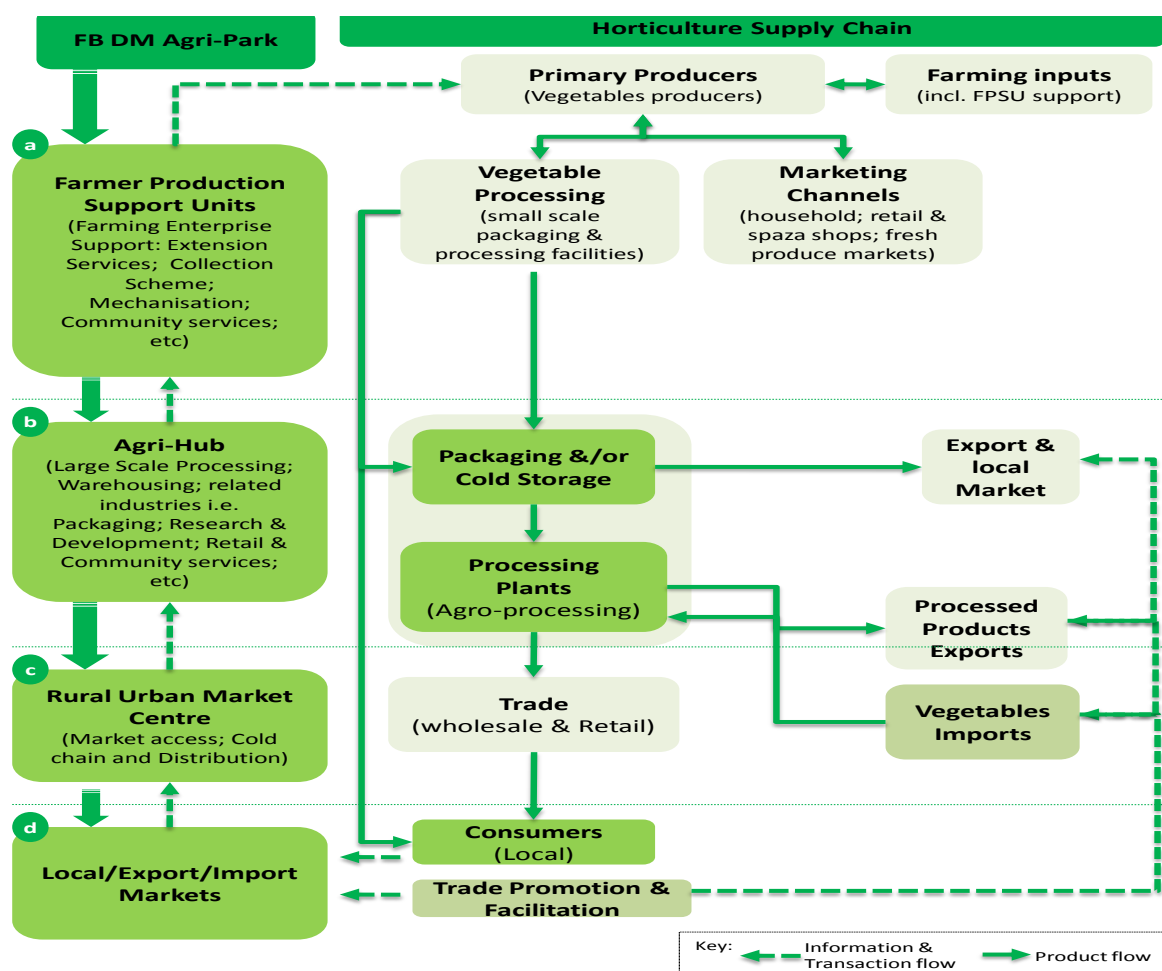 FB DM Agri-Park
Horticulture Supply Chain
Primary Producers
(Vegetables producers)
Farming inputs
(incl. FPSU support)
a
Farmer Production
Support Units
(Farming Enterprise
Support: Extension
Services; Collection
Scheme;
Mechanisation;
Community services;
etc)
Vegetable
Processing
(small scale
packaging &
processing facilities)
Marketing
Channels
(household; retail &
spaza shops; fresh
produce markets)
b
Agri-Hub
(Large Scale Processing;
Warehousing; related
industries i.e.
Packaging; Research &
Development; Retail &
Community services;
etc)
Packaging &/or
Cold Storage
Export &
local
Market
Processing
Plants
(Agro-processing)
Processed
Products
Exports
c
Rural Urban Market
Centre
(Market access; Cold
chain and Distribution)
Trade
(wholesale & Retail)
Vegetables
Imports
d
Local/Export/Import
Markets
Consumers
(Local)
Trade Promotion &
Facilitation
Key:
Information &
Transaction flow
Product flow